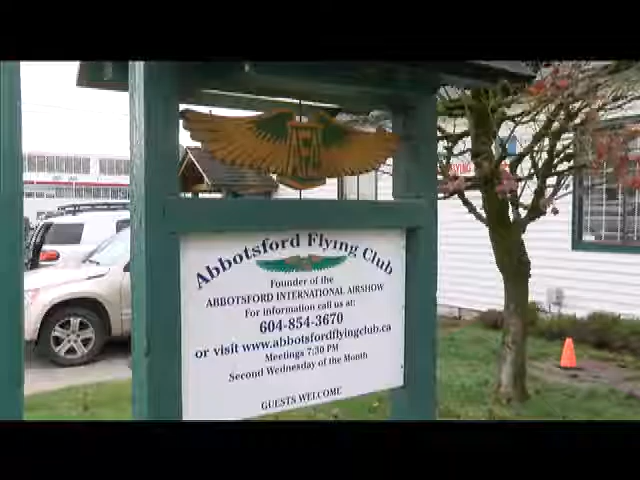 Abbotsford Flying Club
Founder of the
ABBOTSFORD INTERNATIONAL AIRSHOW
For information call us at:
604-854-3670
or visit www.abbotsfordflyingclub.ca
Meetings 7:30 PM
Second Wednesday of the Month
GUESTS WELCOME